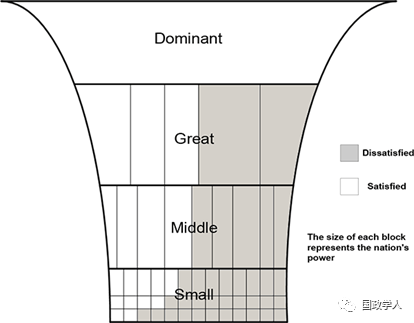 Dominant
Great
Dissatisfied
Satisfied
Middle
The size of each block
represents the nation's
power
Small
国政学人